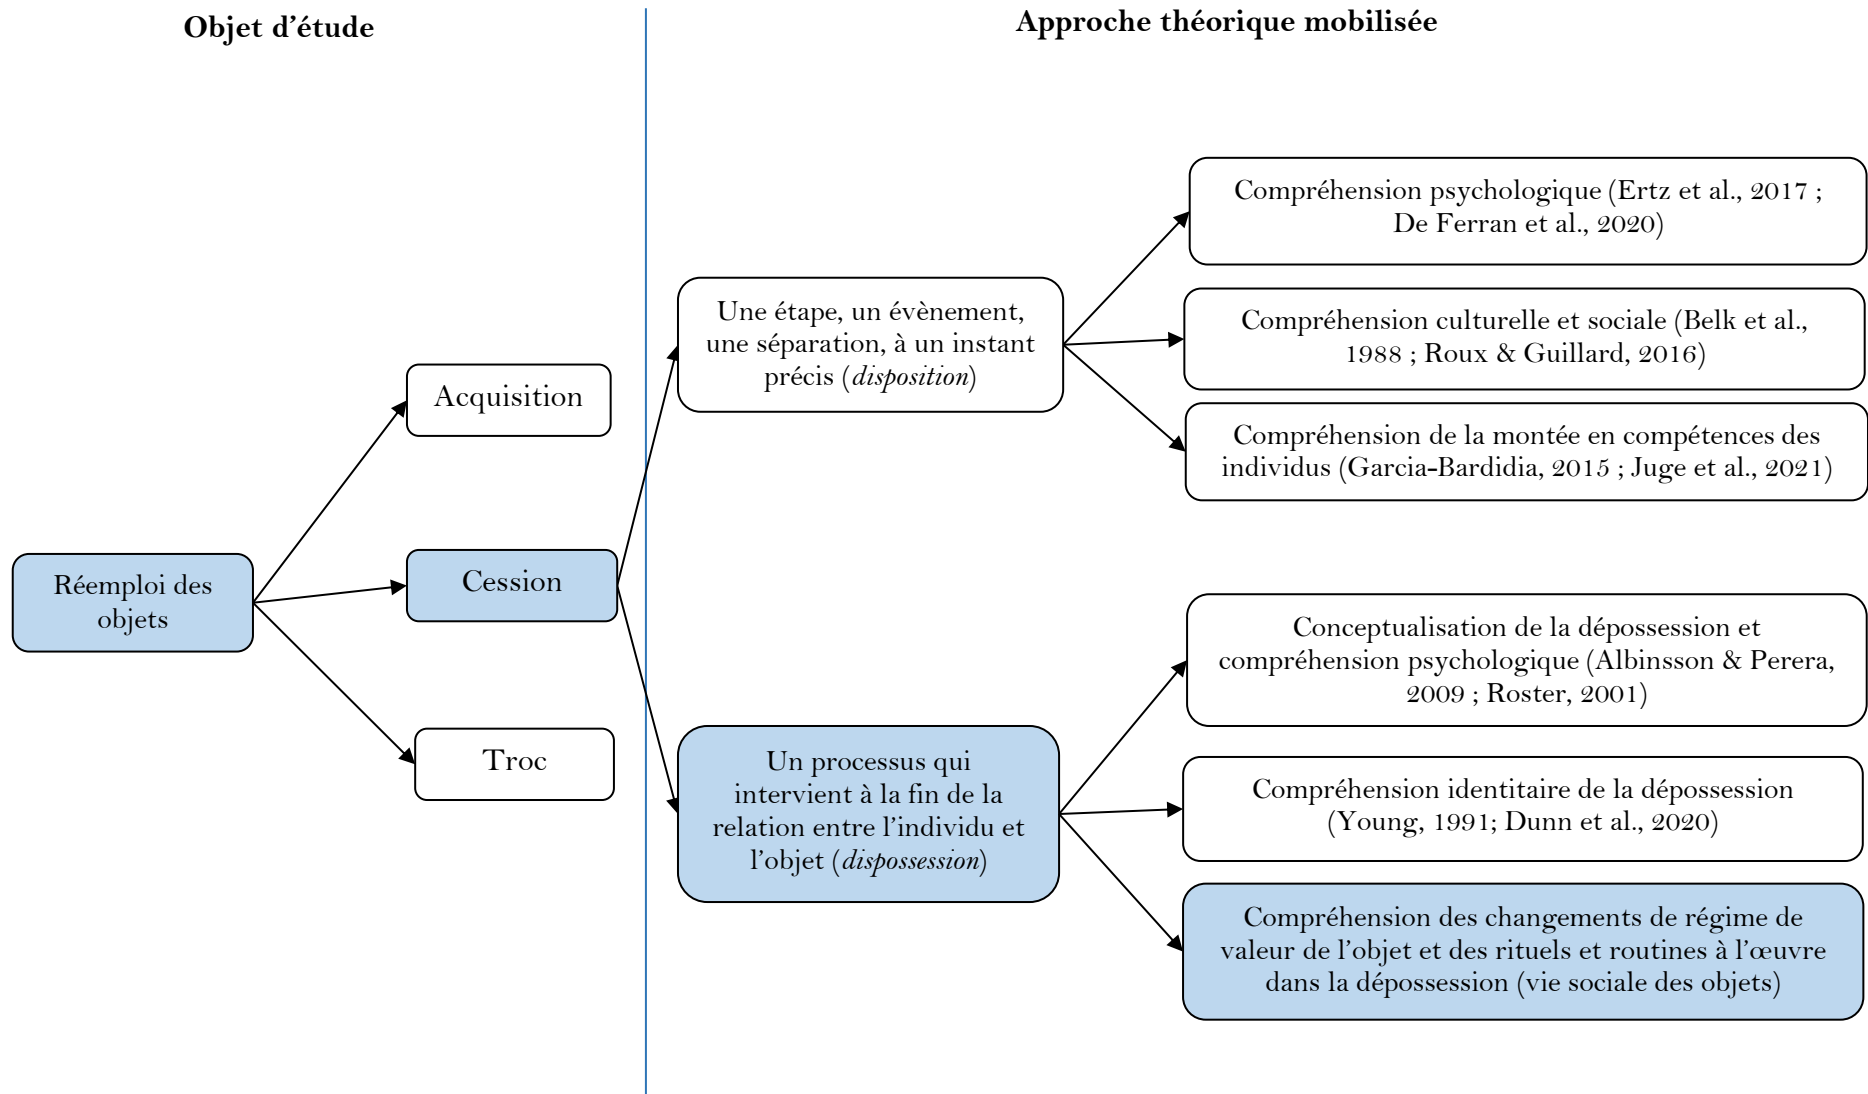 Objet d’étude
Approche théorique mobilisée
Compréhension psychologique (Ertz et al., 2017 ;
De Ferran et al., 2020)
Une étape, un évènement,
une séparation, à un instant
précis (disposition)
Compréhension culturelle et sociale (Belk et al.,
1988 ; Roux & Guillard, 2016)
Acquisition
Compréhension de la montée en compétences des
individus (Garcia-Bardidia, 2015 ; Juge et al., 2021)
Réemploi des
objets
Cession
Conceptualisation de la dépossession et
compréhension psychologique (Albinsson & Perera,
2009 ; Roster, 2001)
Troc
Un processus qui
intervient à la fin de la
relation entre l’individu et
l’objet (dispossession)
Compréhension identitaire de la dépossession
(Young, 1991; Dunn et al., 2020)
Compréhension des changements de régime de
valeur de l’objet et des rituels et routines à l’œuvre
dans la dépossession (vie sociale des objets)